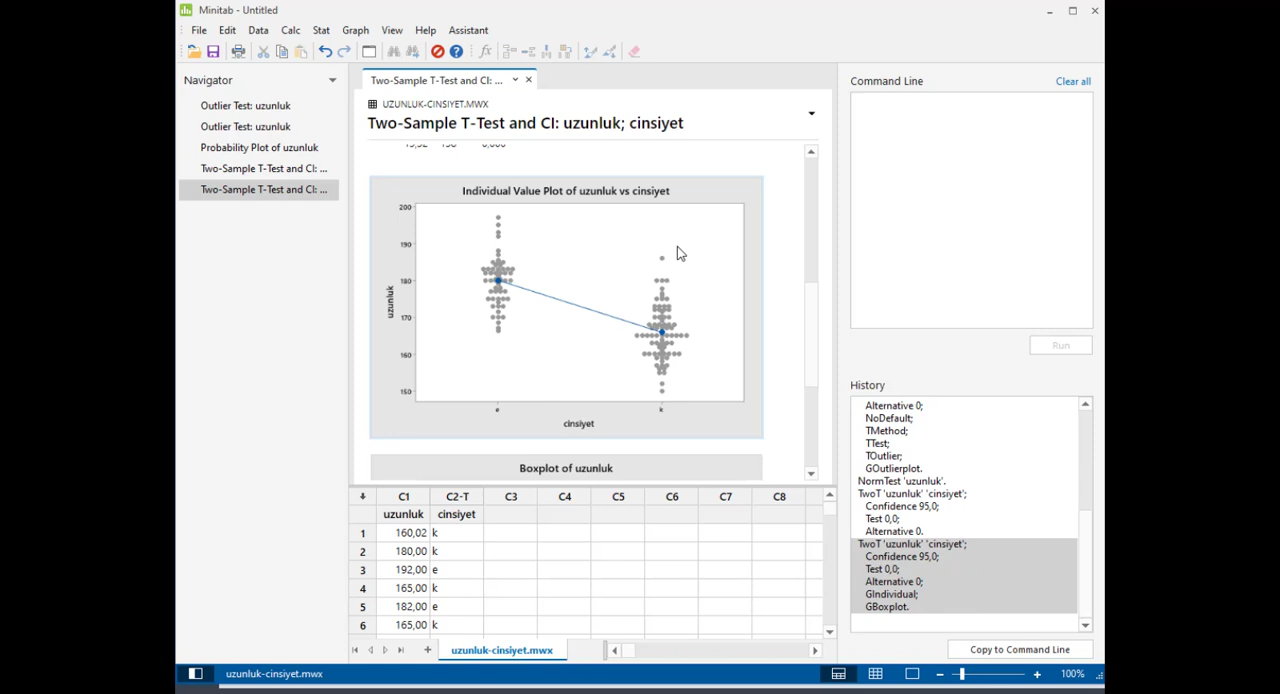 Minitab - Untitled
File Edit Data Calc Stat Graph View Help Assistant
Navigator
Outlier Test: uzunluk
Outlier Test: uzunluk
Probability Plot of uzunluk
Two-Sample T-Test and CI: ...
Two-Sample T-Test and CI: ...
Two-Sample T-Test and CI: ...
UZUNLUK-CINSIYET.MWX
Two-Sample T-Test and CI: uzunluk; cinsiyet
Individual Value Plot of uzunluk vs cinsiyet
200
190
180
170
160
150
uzunluk
e k
cinsiyet
Boxplot of uzunluk
C1 C2-T C3 C4 C5 C6 C7 C8
uzunluk cinsiyet
1 160,02 k
2 180,00 k
3 192,00 e
4 165,00 k
5 182,00 e
6 165,00 k
uzunluk-cinsiyet.mwx
Command Line Clear all
Run
History
Alternative 0;
NoDefault;
TMethod;
TTest;
TOutlier;
GOutlierplot.
NormTest 'uzunluk'.
TwoT 'uzunluk' 'cinsiyet';
Confidence 95,0;
Test 0,0;
Alternative 0.
TwoT 'uzunluk' 'cinsiyet';
Confidence 95,0;
Test 0,0;
Alternative 0;
GIndividual;
GBoxplot.
Copy to Command Line
uzunluk-cinsiyet.mwx
100%